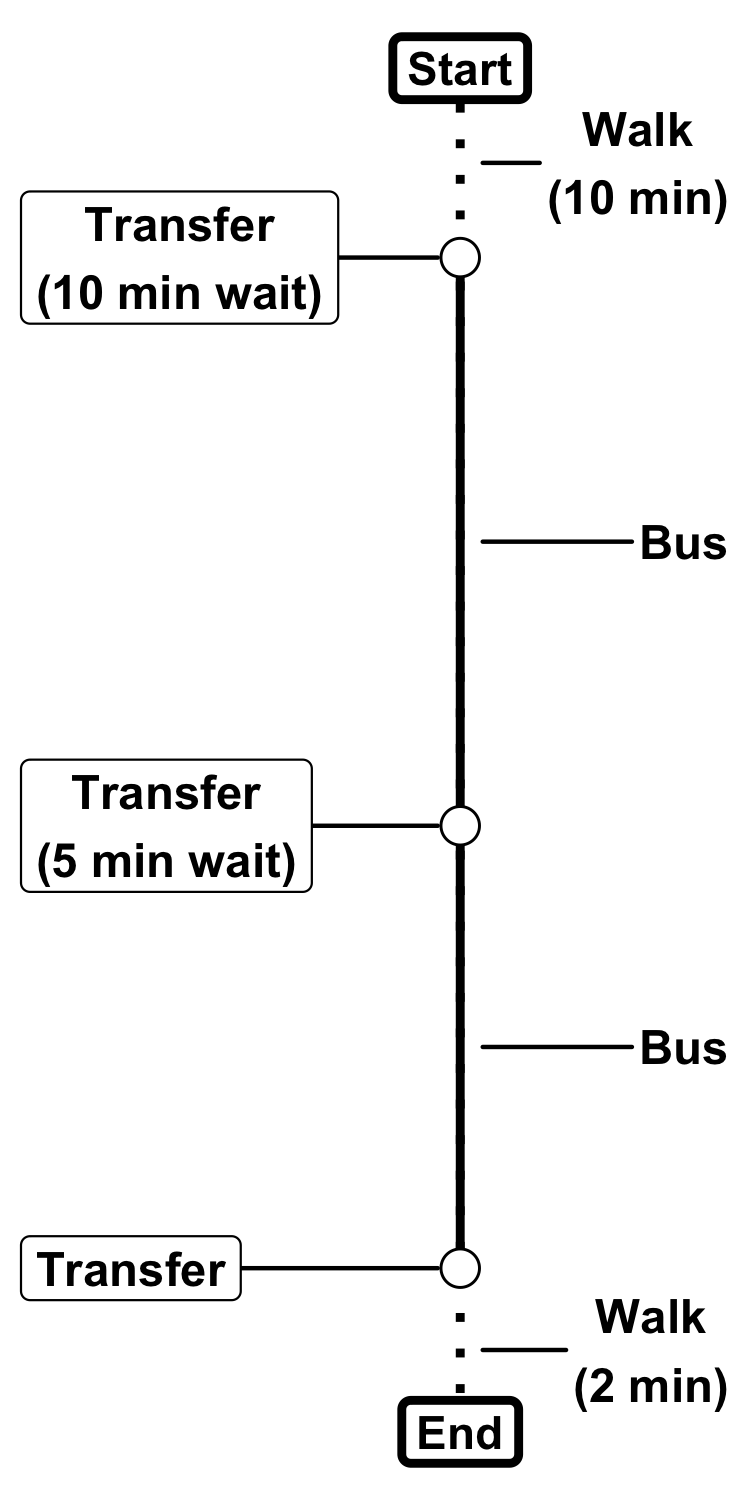 Start
Walk
(10 min)
Transfer
(10 min wait)
Bus
Transfer
(5 min wait)
Bus
Transfer
Walk
(2 min)
End